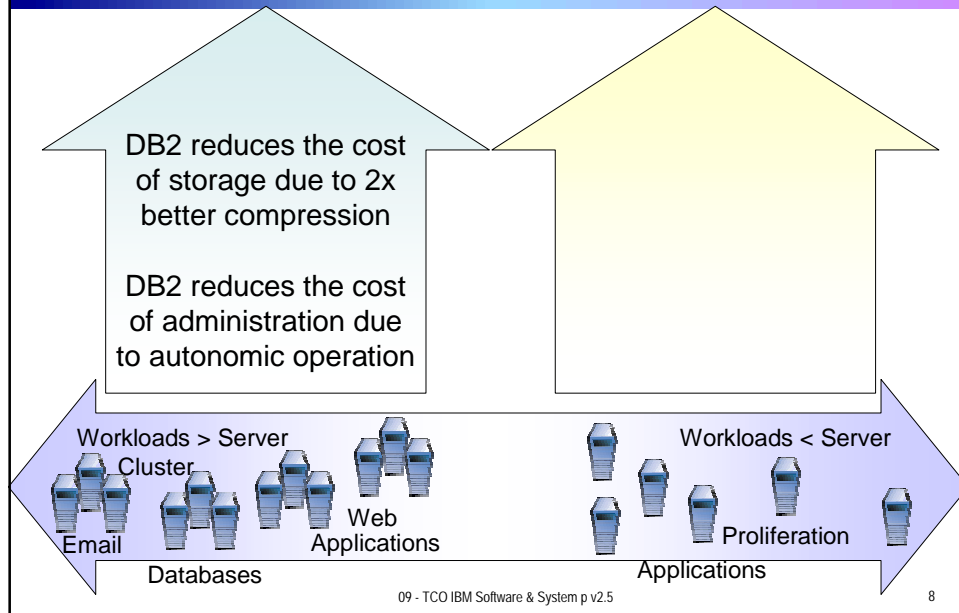 DB2 reduces the cost
of storage due to 2x
better compression
DB2 reduces the cost
of administration due
to autonomic operation
Workloads > Server
Cluster
Workloads < Server
Email
Databases
Web
Applications
Proliferation
Applications
09 - TCO IBM Software & System p v2.5
8